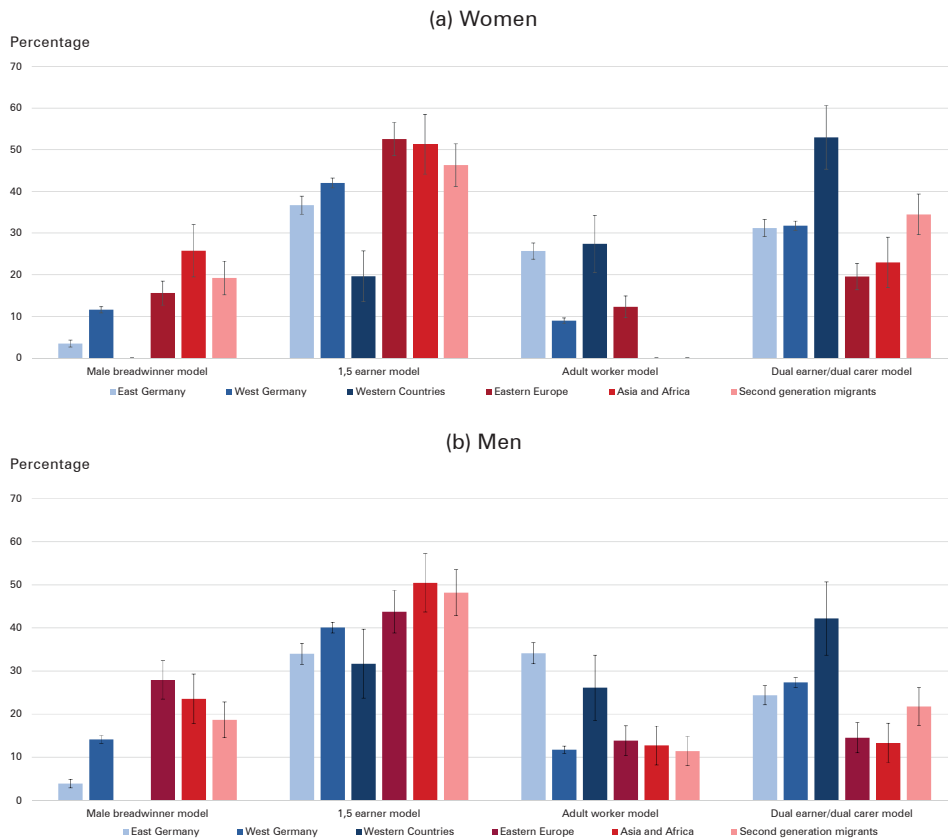 (a) Women
Percentage
70
60
50
40
30
20
10
0
Male breadwinner model 1,5 earner model Adult worker model Dual earner/dual carer model
East Germany West Germany Western Countries Eastern Europe Asia and Africa Second generation migrants
(b) Men
Percentage
70
60
50
40
30
20
10
0
Male breadwinner model 1,5 earner model Adult worker model Dual earner/dual carer model
East Germany West Germany Western Countries Eastern Europe Asia and Africa Second generation migrants